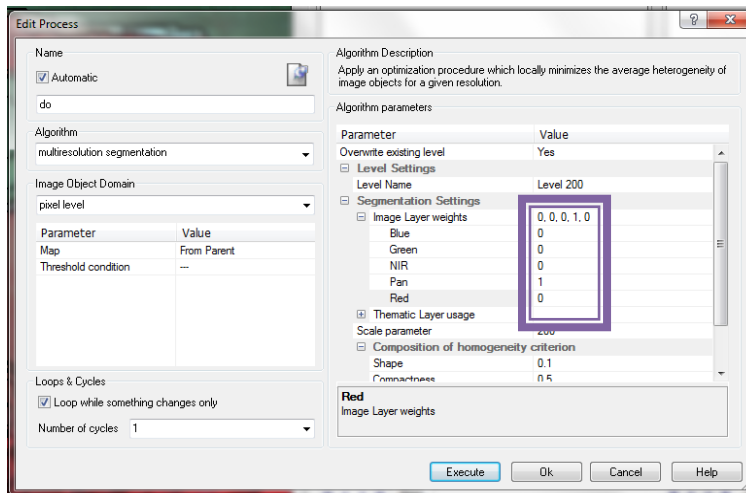 Edit Process
Name
Automatic
do
Algorithm
multiresolution segmentation
Image Object Domain
pixel level
Parameter Value
Map From Parent
Threshold condition ---
Loops & Cycles
Loop while something changes only
Number of cycles 1
Algorithm Description
Apply an optimization procedure which locally minimizes the average heterogeneity of
image objects for a given resolution.
Algorithm parameters
Parameter Value
Overwrite existing level Yes
Level Settings
Level Name Level 200
Segmentation Settings
Image Layer weights 0, 0, 0, 1, 0
Blue 0
Green 0
NIR 0
Pan 1
Red 0
Thematic Layer usage
Scale parameter 200
Composition of homogeneity criterion
Shape 0.1
Compactness 0.5
Red
Image Layer weights
Execute Ok Cancel Help